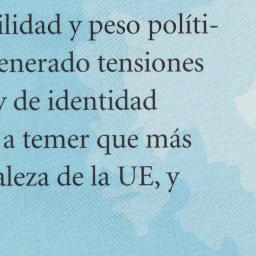 ilidad y peso políti-
enerado tensiones
y de identidad
a temer que más
aleza de la UE, y